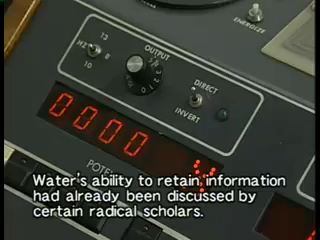 ENERGIZE
13
HZ
8
10
OUTPUT
DIRECT
INVERT
0000
Water's ability to retain information
had already been discussed by
certain radical scholars.